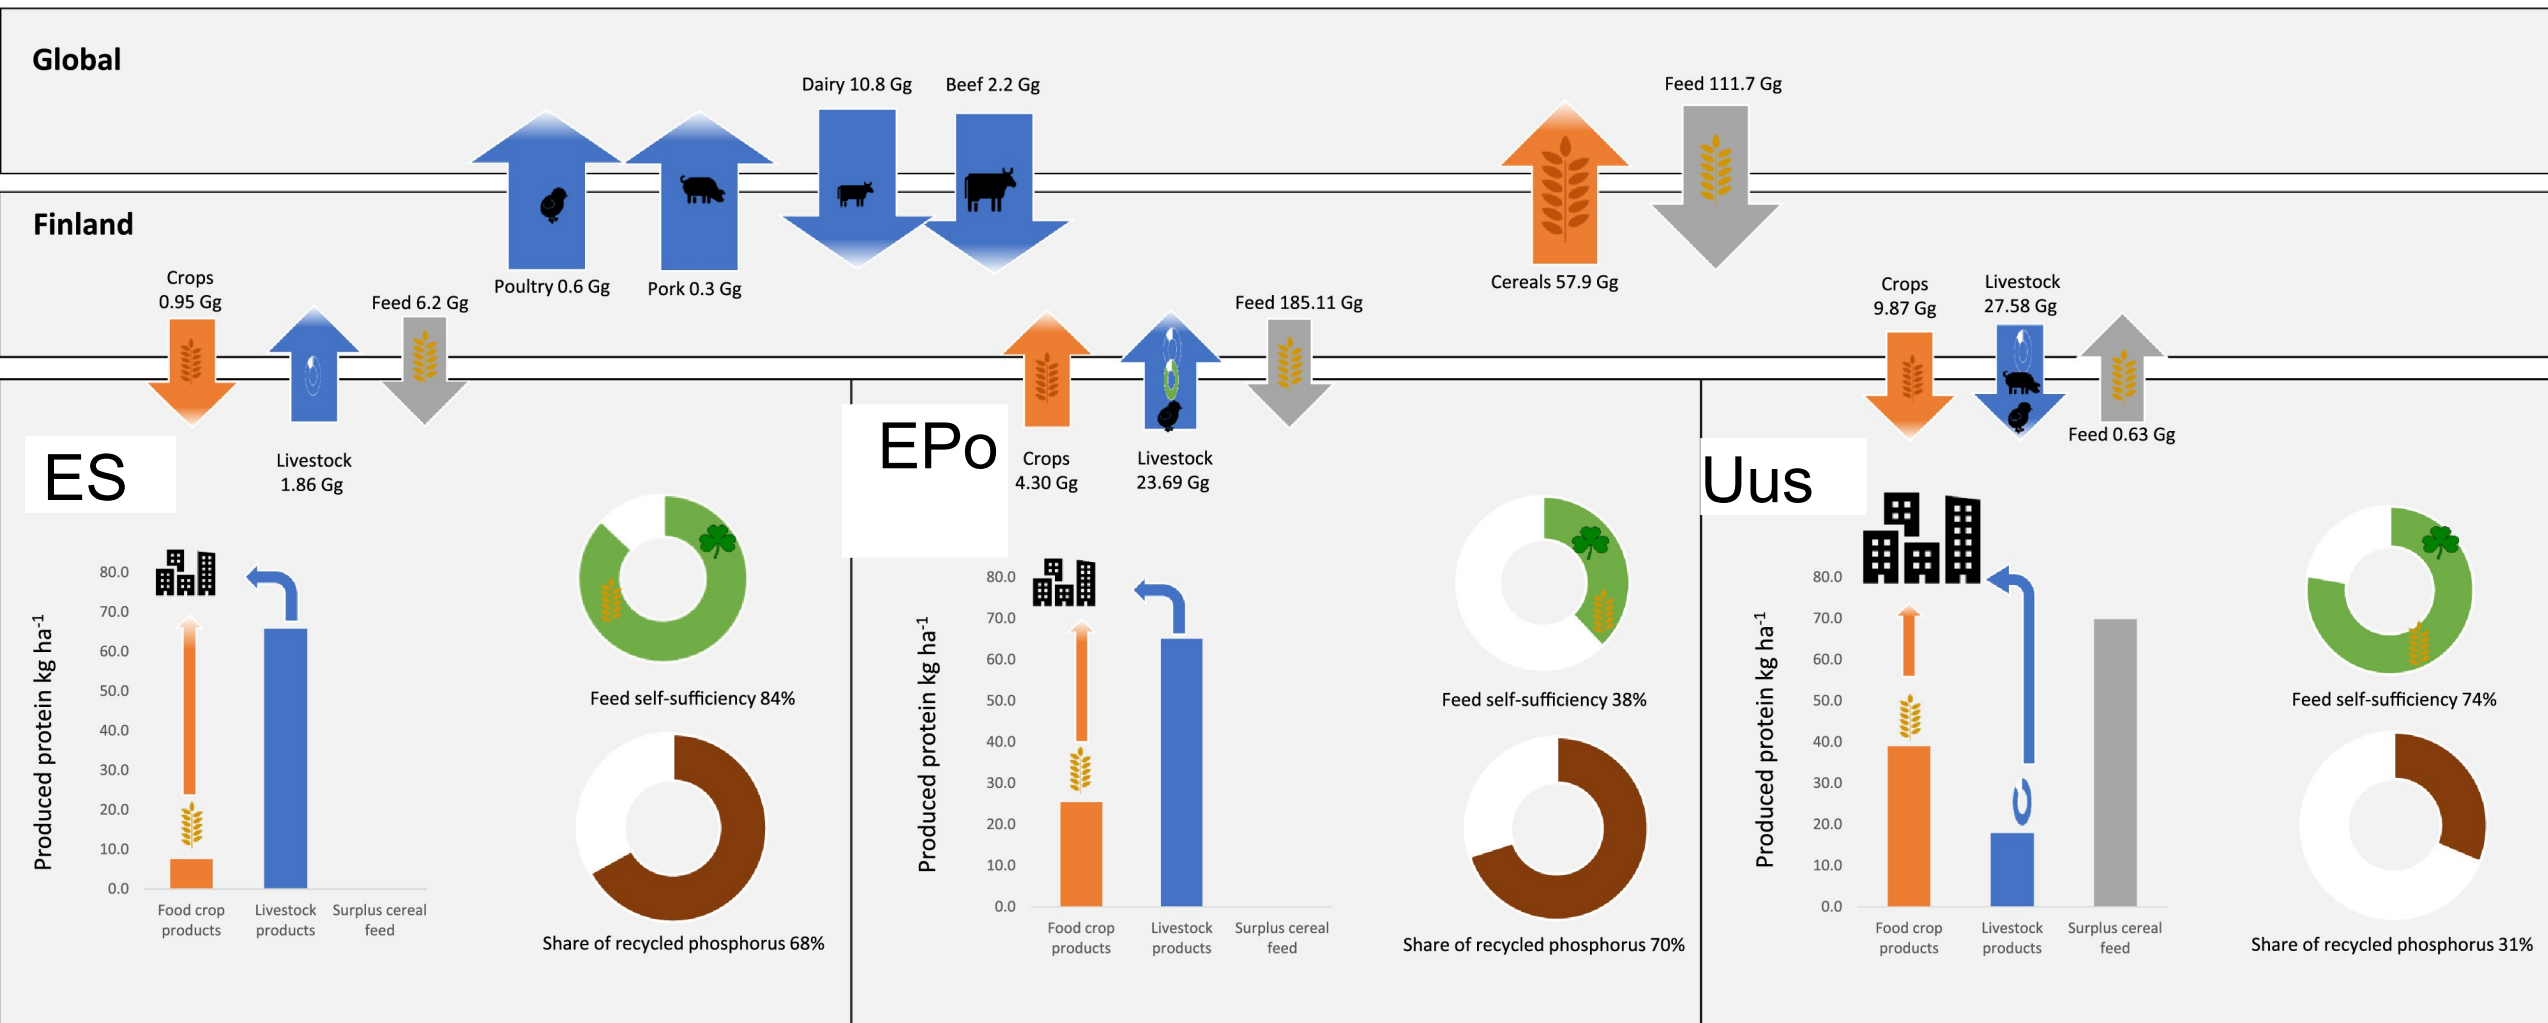 Global
Dairy 10.8 Gg
Beef 2.2 Gg
Feed 111.7 Gg
Finland
Poultry 0.6 Gg
Pork 0.3 Gg
Cereals 57.9 Gg
Crops
0.95 Gg
Feed 6.2 Gg
Feed 185.11 Gg
Crops
9.87 Gg
Livestock
27.58 Gg
ES
Livestock
1.86 Gg
Produced protein kg ha-1
80.0
70.0
60.0
50.0
40.0
30.0
20.0
10.0
0.0
Food crop
products
Livestock
products
Surplus cereal
feed
Feed self-sufficiency 84%
Share of recycled phosphorus 68%
EPo
Crops
4.30 Gg
Livestock
23.69 Gg
Produced protein kg ha-1
80.0
70.0
60.0
50.0
40.0
30.0
20.0
10.0
0.0
Food crop
products
Livestock
products
Surplus cereal
feed
Feed self-sufficiency 38%
Share of recycled phosphorus 70%
Uus
Feed 0.63 Gg
Produced protein kg ha-1
80.0
70.0
60.0
50.0
40.0
30.0
20.0
10.0
0.0
Food crop
products
Livestock
products
Surplus cereal
feed
Feed self-sufficiency 74%
Share of recycled phosphorus 31%